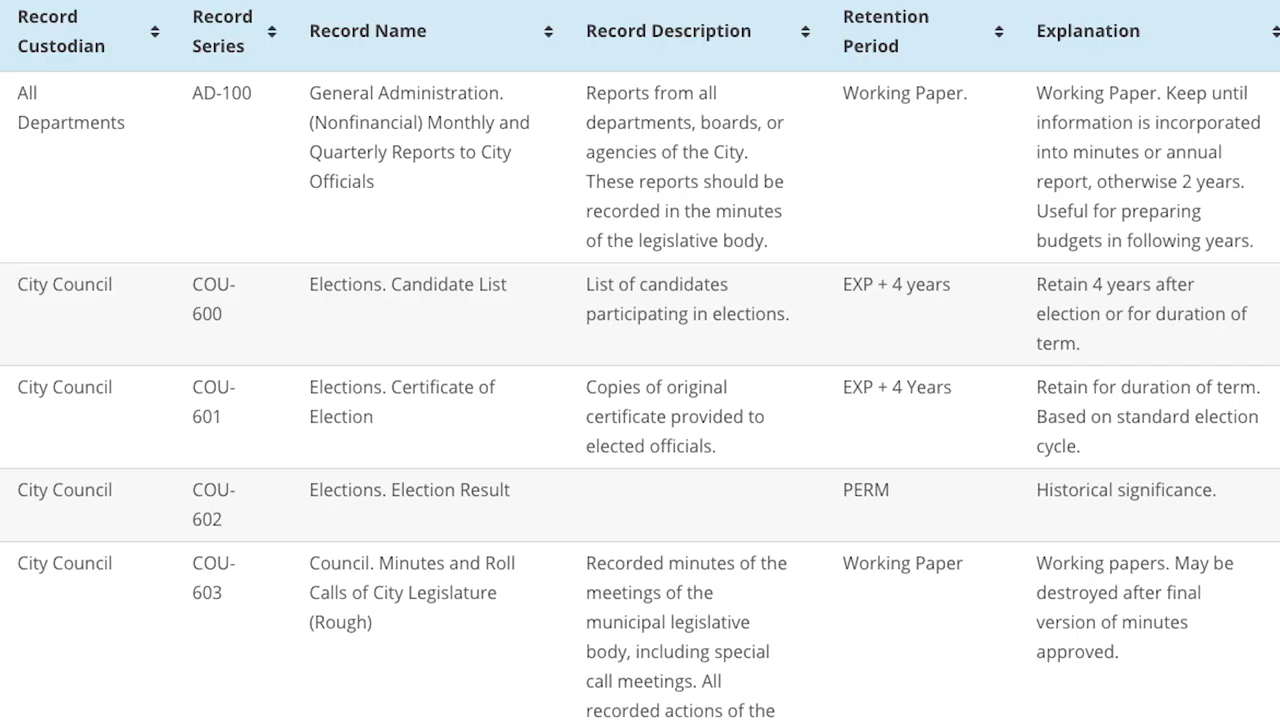 Record Custodian
Record Series
Record Name
Record Description
Retention Period
Explanation
All Departments
AD-100
General Administration.
(Nonfinancial) Monthly and
Quarterly Reports to City
Officials
Reports from all
departments, boards, or
agencies of the City.
These reports should be
recorded in the minutes
of the legislative body.
Working Paper.
Working Paper. Keep until
information is incorporated
into minutes or annual
report, otherwise 2 years.
Useful for preparing
budgets in following years.
City Council
COU-
600
Elections. Candidate List
List of candidates
participating in elections.
EXP + 4 years
Retain 4 years after
election or for duration of
term.
City Council
COU-
601
Elections. Certificate of
Election
Copies of original
certificate provided to
elected officials.
EXP + 4 Years
Retain for duration of term.
Based on standard election
cycle.
City Council
COU-
602
Elections. Election Result
PERM
Historical significance.
City Council
COU-
603
Council. Minutes and Roll
Calls of City Legislature
(Rough)
Recorded minutes of the
meetings of the
municipal legislative
body, including special
call meetings. All
recorded actions of the
Working Paper
Working papers. May be
destroyed after final
version of minutes
approved.